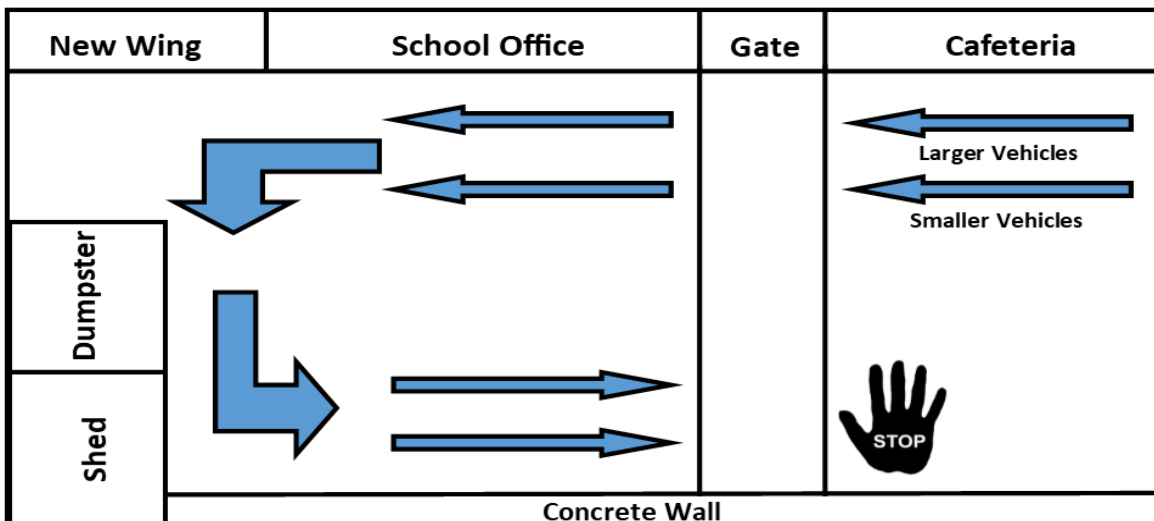 New Wing
School Office
Gate
Cafeteria
Larger Vehicles
Smaller Vehicles
Dumpster
Shed
STOP
Concrete Wall